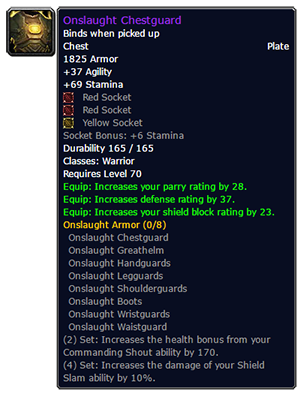 Onslaught Chestguard
Binds when picked up
Chest Plate
1825 Armor
+37 Agility
+69 Stamina
Red Socket
Red Socket
Yellow Socket
Socket Bonus: +6 Stamina
Durability 165 / 165
Classes: Warrior
Requires Level 70
Equip: Increases your parry rating by 28.
Equip: Increases defense rating by 37.
Equip: Increases your shield block rating by 23.
Onslaught Armor (0/8)
Onslaught Chestguard
Onslaught Greathelm
Onslaught Handguards
Onslaught Legguards
Onslaught Shoulderguards
Onslaught Boots
Onslaught Wristguards
Onslaught Waistguard
(2) Set: Increases the health bonus from your
Commanding Shout ability by 170.
(4) Set: Increases the damage of your Shield
Slam ability by 10%.